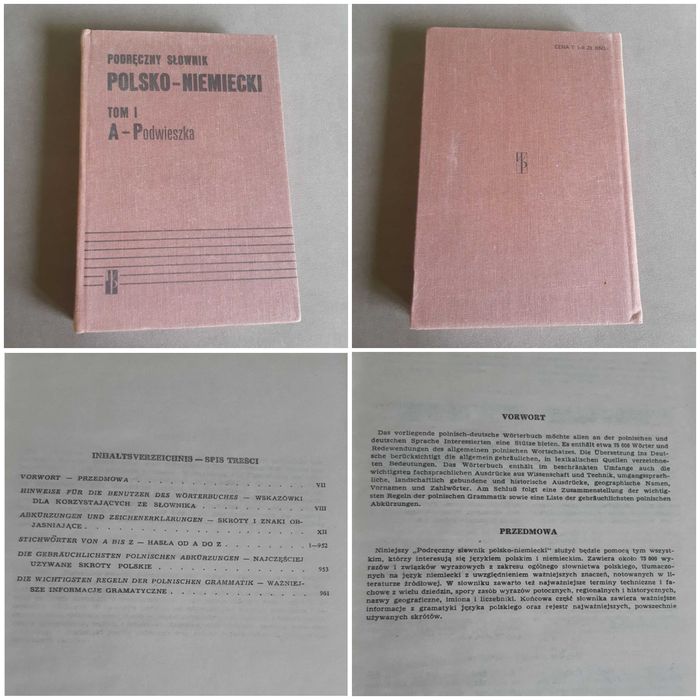 PODRĘCZNY SŁOWNIK
POLSKO-NIEMIECKI
TOM I
A-Podwieszka
CENA T. I-II ZŁ 850,-
INHALTSVERZEICHNIS — SPIS TREŚCI
VORWORT — PRZEDMOWA . . . . . . . . . . . . . . . . VII
HINWEISE FÜR DIE BENUTZER DES WÖRTERBUCHES — WSKAZÓWKI
DLA KORZYSTAJĄCYCH ZE SŁOWNIKA . . . . . . . . . . VIII
ABKÜRZUNGEN UND ZEICHENERKLÄRUNGEN — SKRÓTY I ZNAKI OB-
JAŚNIAJĄCE . . . . . . . . . . . . . . . . XII
STICHWÖRTER VON A BIS Z — HASŁA OD A DO Z . . . . . . . 1—952
DIE GEBRÄUCHLICHSTEN POLNISCHEN ABKÜRZUNGEN — NAJCZĘŚCIEJ
UŻYWANE SKRÓTY POLSKIE . . . . . . . . . . . . 953
DIE WICHTIGSTEN REGELN DER POLNISCHEN GRAMMATIK — WAŻNIEJ-
SZE INFORMACJE GRAMATYCZNE . . . . . . . . . . . 961
VORWORT
Das vorliegende polnisch-deutsche Wörterbuch möchte allen an der polnischen und
deutschen Sprache Interessierten eine Stütze bieten. Es enthält etwa 75 000 Wörter und
Redewendungen des allgemeinen polnischen Wortschatzes. Die Übersetzung ins Deut-
sche berücksichtigt die allgemein gebräulichen, in lexikalischen Quellen verzeichne-
ten Bedeutungen. Das Wörterbuch enthält im beschränkten Umfange auch die
wichtigsten fachsprachlichen Ausdrücke aus Wissenschaft und Technik, umgangssprach-
liche, landschaftlich gebundene und historische Ausdrücke, geographische Namen,
Vornamen und Zahlwörter. Am Schluß folgt eine Zusammenstellung der wichtig-
sten Regeln der polnischen Grammatik sowie eine Liste der gebräuchlichsten polnischen
Abkürzungen.
PRZEDMOWA
Niniejszy „Podręczny słownik polsko-niemiecki" służyć będzie pomocą tym wszyst-
kim, którzy interesują się językiem polskim i niemieckim. Zawiera około 75 000 wy-
razów i związków wyrazowych z zakresu ogólnego słownictwa polskiego, tłumaczo-
nych na język niemiecki z uwzględnieniem ważniejszych znaczeń, notowanych w li-
teraturze źródłowej. W słowniku zawarto też najważniejsze terminy techniczne i fa-
chowe z wielu dziedzin, spory zasób wyrazów potocznych, regionalnych i historycznych,
nazwy geograficzne, imiona i liczebniki. Końcowa część słownika zawiera ważniejsze
informacje z gramatyki języka polskiego oraz rejestr najważniejszych, powszechnie
używanych skrótów.